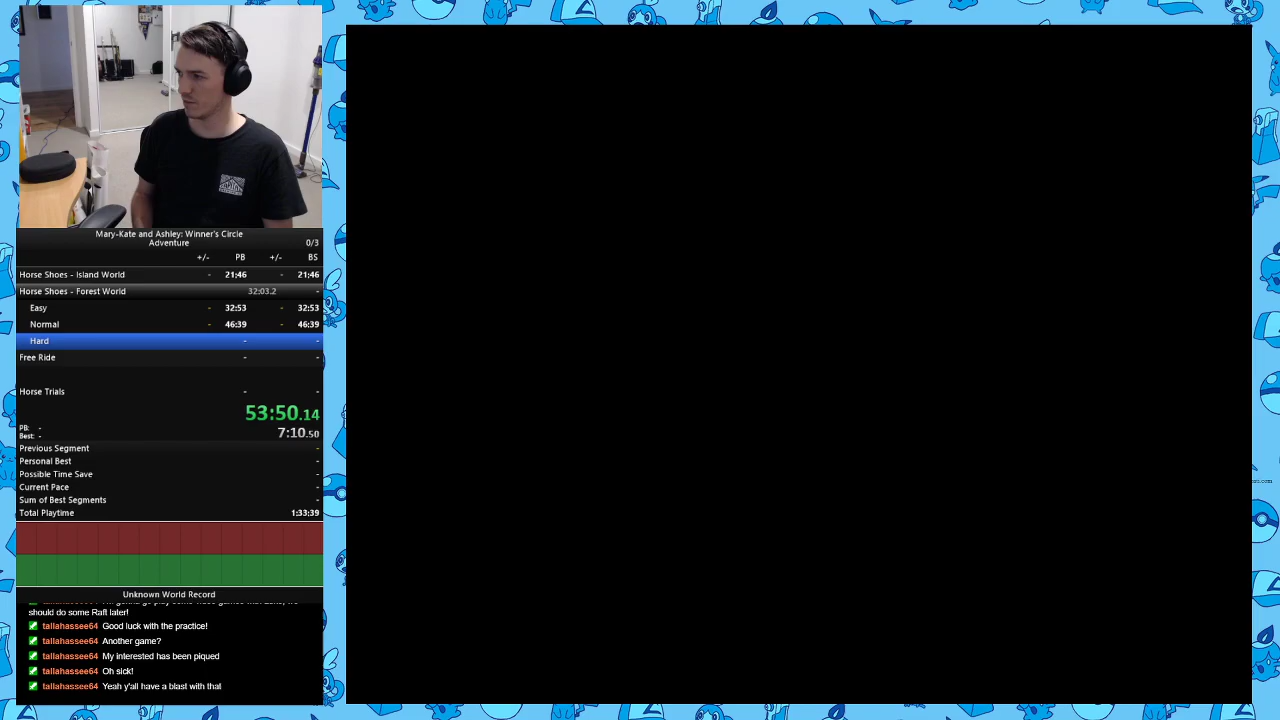 Mary-Kate and Ashley: Winner's Circle
Adventure 0/3
+/- PB +/- BS
Horse Shoes - Island World - 21:46 - 21:46
Horse Shoes - Forest World 32:03.2 -
Easy - 32:53 - 32:53
Normal - 46:39 - 46:39
Hard - -
Free Ride - -
Horse Trials - -
53:50.14
PB: -
7:10.50
Best: -
Previous Segment -
Personal Best -
Possible Time Save -
Current Pace -
Sum of Best Segments -
Total Playtime 1:33:39
Unknown World Record
should do some Raft later!
tallahassee64 Good luck with the practice!
tallahassee64 Another game?
tallahassee64 My interested has been piqued
tallahassee64 Oh sick!
tallahassee64 Yeah y'all have a blast with that